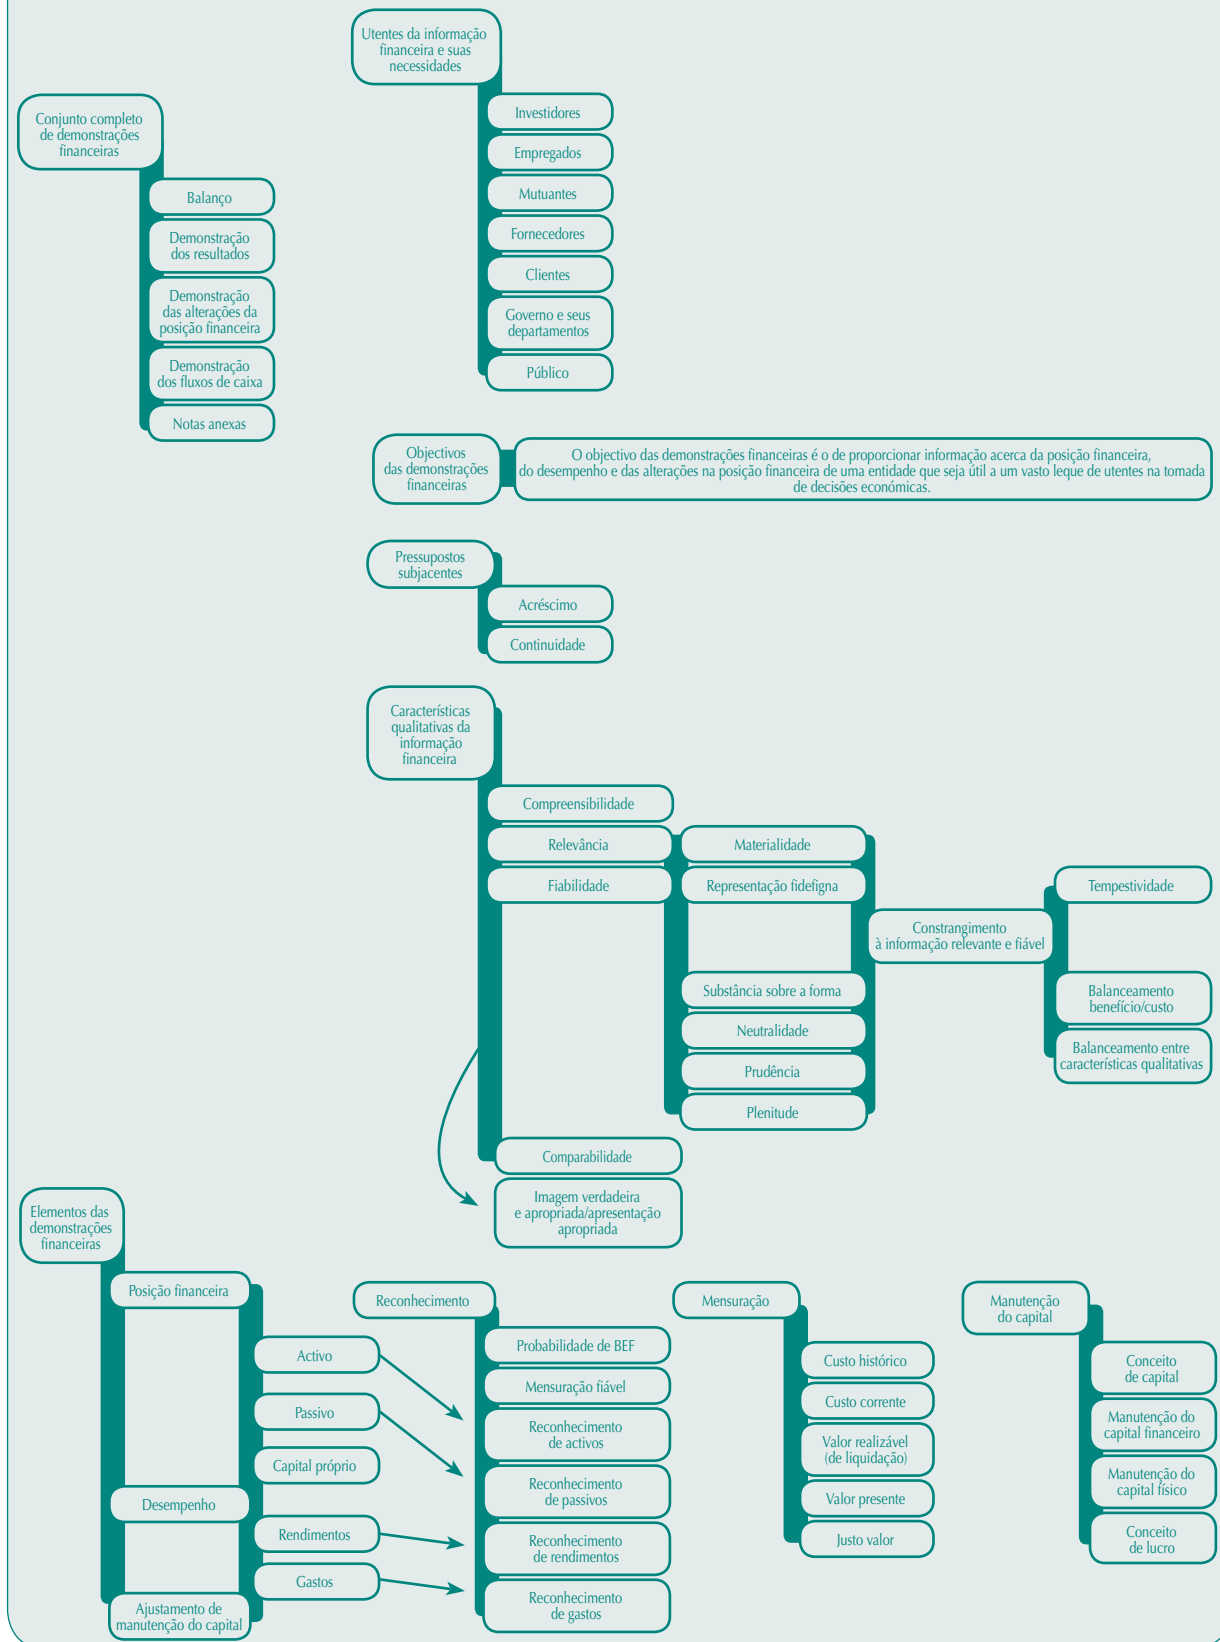 Utentes da informação
financeira e suas
necessidades
Investidores
Empregados
Mutuantes
Fornecedores
Clientes
Governo e seus
departamentos
Público
Conjunto completo
de demonstrações
financeiras
Balanço
Demonstração
dos resultados
Demonstração
das alterações da
posição financeira
Demonstração
dos fluxos de caixa
Notas anexas
Objectivos
das demonstrações
financeiras
O objectivo das demonstrações financeiras é o de proporcionar informação acerca da posição financeira,
do desempenho e das alterações na posição financeira de uma entidade que seja útil a um vasto leque de utentes na tomada
de decisões económicas.
Pressupostos
subjacentes
Acréscimo
Continuidade
Características
qualitativas da
informação
financeira
Compreensibilidade
Relevância
Fiabilidade
Materialidade
Representação fidefigna
Substância sobre a forma
Neutralidade
Prudência
Plenitude
Constrangimento
à informação relevante e fiável
Tempestividade
Balanceamento
benefício/custo
Balanceamento entre
características qualitativas
Comparabilidade
Imagem verdadeira
e apropriada/apresentação
apropriada
Elementos das
demonstrações
financeiras
Posição financeira
Desempenho
Ajustamento de
manutenção do capital
Activo
Passivo
Capital próprio
Rendimentos
Gastos
Reconhecimento
Probabilidade de BEF
Mensuração fiável
Reconhecimento
de activos
Reconhecimento
de passivos
Reconhecimento
de rendimentos
Reconhecimento
de gastos
Mensuração
Custo histórico
Custo corrente
Valor realizável
(de liquidação)
Valor presente
Justo valor
Manutenção
do capital
Conceito
de capital
Manutenção do
capital financeiro
Manutenção do
capital físico
Conceito
de lucro